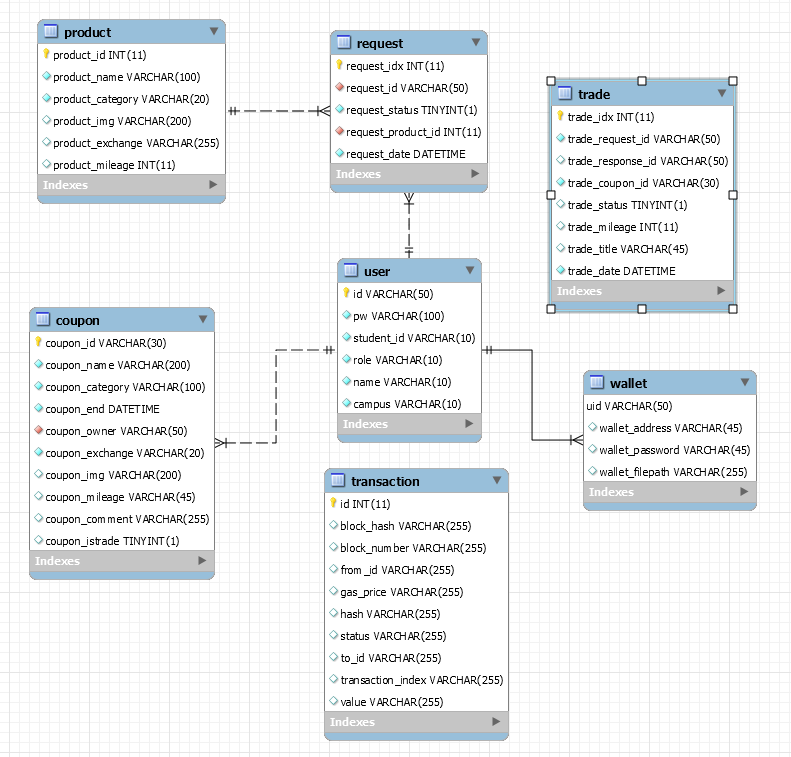 product
product_id INT(11)
product_name VARCHAR(100)
product_category VARCHAR(20)
product_img VARCHAR(200)
product_exchange VARCHAR(255)
product_mileage INT(11)
Indexes
request
request_idx INT(11)
request_id VARCHAR(50)
request_status TINYINT(1)
request_product_id INT(11)
request_date DATETIME
Indexes
trade
trade_idx INT(11)
trade_request_id VARCHAR(50)
trade_response_id VARCHAR(50)
trade_coupon_id VARCHAR(30)
trade_status TINYINT(1)
trade_mileage INT(11)
trade_title VARCHAR(45)
trade_date DATETIME
Indexes
user
id VARCHAR(50)
pw VARCHAR(100)
student_id VARCHAR(10)
role VARCHAR(10)
name VARCHAR(10)
campus VARCHAR(10)
Indexes
coupon
coupon_id VARCHAR(30)
coupon_name VARCHAR(200)
coupon_category VARCHAR(100)
coupon_end DATETIME
coupon_owner VARCHAR(50)
coupon_exchange VARCHAR(20)
coupon_img VARCHAR(200)
coupon_mileage VARCHAR(45)
coupon_comment VARCHAR(255)
coupon_istrade TINYINT(1)
Indexes
wallet
uid VARCHAR(50)
wallet_address VARCHAR(45)
wallet_password VARCHAR(45)
wallet_filepath VARCHAR(255)
Indexes
transaction
id INT(11)
block_hash VARCHAR(255)
block_number VARCHAR(255)
from_id VARCHAR(255)
gas_price VARCHAR(255)
hash VARCHAR(255)
status VARCHAR(255)
to_id VARCHAR(255)
transaction_index VARCHAR(255)
value VARCHAR(255)
Indexes